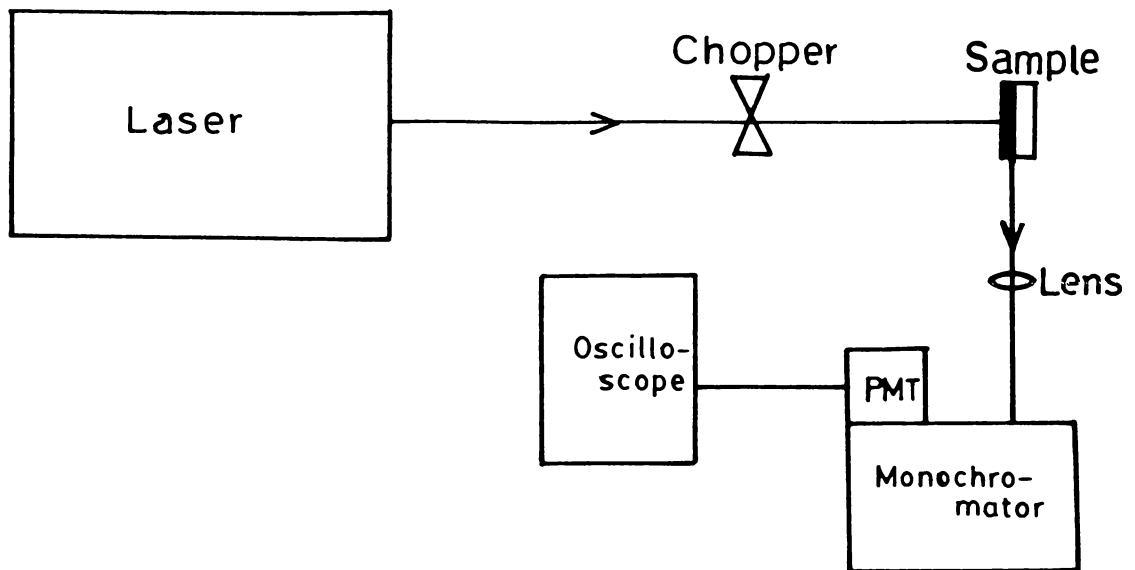 Laser
Chopper
Sample
Lens
Oscillo-
scope
PMT
Monochro-
mator